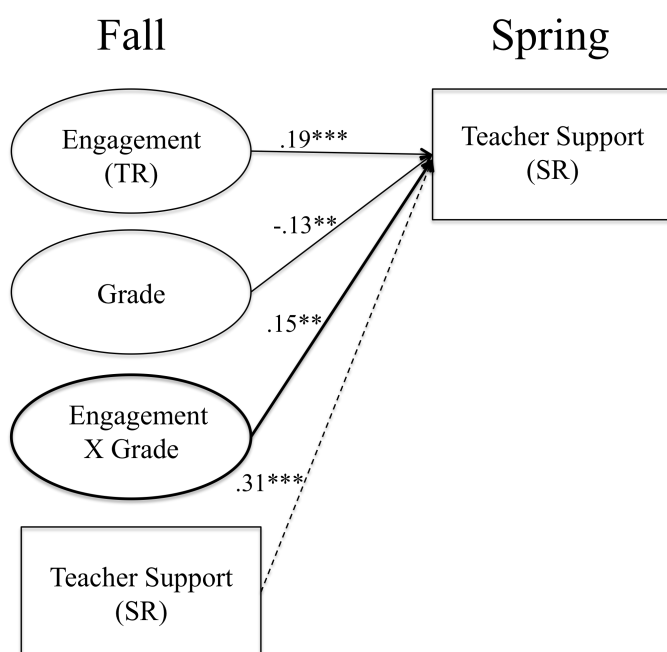 Fall
Spring
Engagement
(TR)
.19***
Teacher Support
(SR)
-.13**
Grade
.15**
Engagement
X Grade
.31***
Teacher Support
(SR)